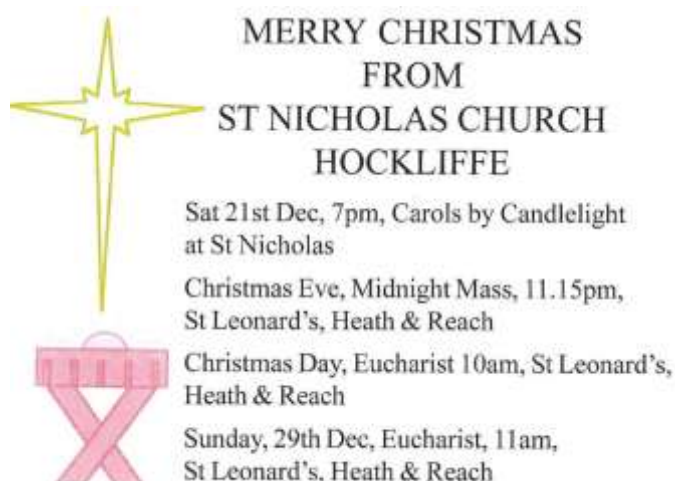 MERRY CHRISTMAS
FROM
ST NICHOLAS CHURCH
HOCKLIFFE
Sat 21st Dec, 7pm, Carols by Candlelight
at St Nicholas
Christmas Eve, Midnight Mass, 11.15pm,
St Leonard's, Heath & Reach
Christmas Day, Eucharist 10am, St Leonard's,
Heath & Reach
Sunday, 29th Dec, Eucharist, 11am,
St Leonard's, Heath & Reach